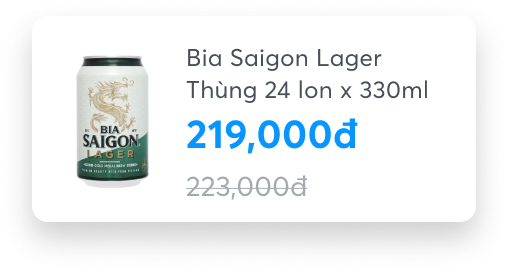 BIA
SAIGON
LAGER
Bia Saigon Lager
Thùng 24 lon x 330ml
219,000đ
223,000đ